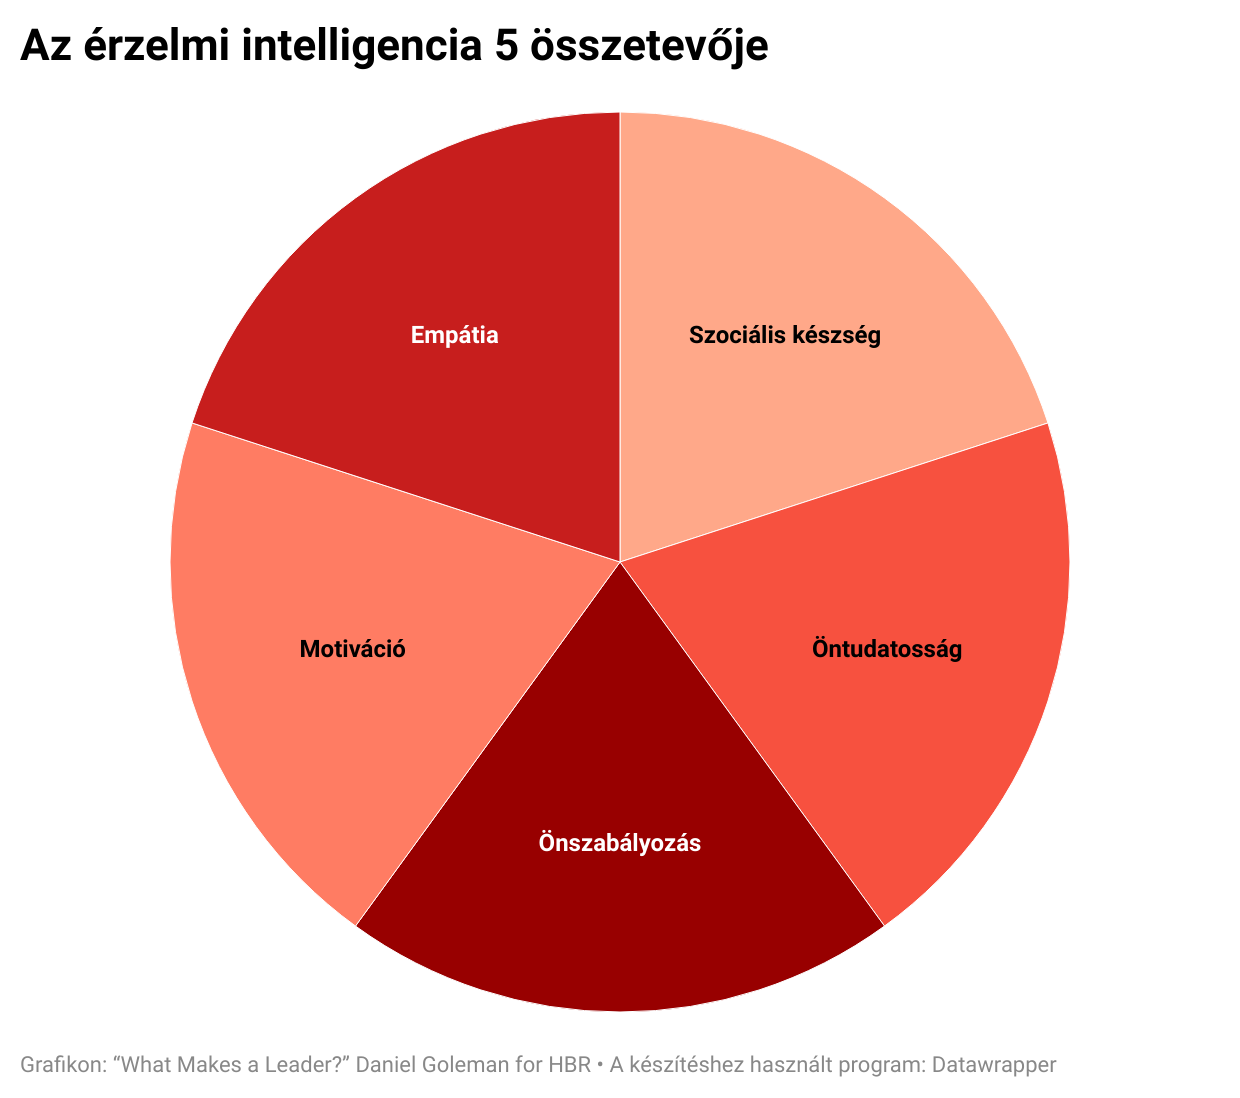 Az érzelmi intelligencia 5 összetevője
Empátia
Szociális készség
Motiváció
Öntudatosság
Önszabályozás
Grafikon: “What Makes a Leader?” Daniel Goleman for HBR • A készítéshez használt program: Datawrapper